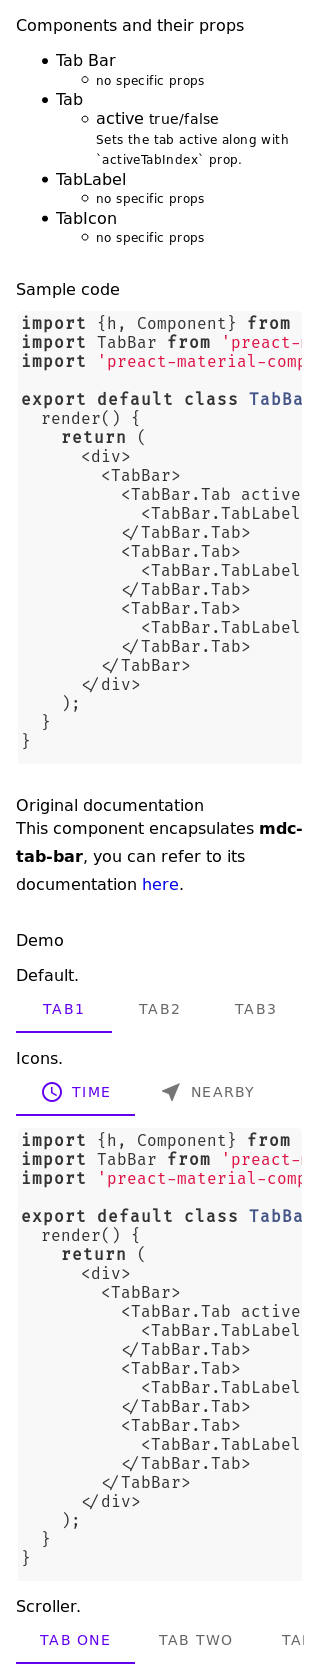 Components and their props
Tab Bar
no specific props
Tab
active true/false
Sets the tab active along with
`activeTabIndex` prop.
TabLabel
no specific props
TabIcon
no specific props
Sample code
import {h, Component} from
import TabBar from 'preact-
import 'preact-material-comp
export default class TabBa
render() {
return (
<div>
<TabBar>
<TabBar.Tab active
<TabBar.TabLabel
</TabBar.Tab>
<TabBar.Tab>
<TabBar.TabLabel
</TabBar.Tab>
<TabBar.Tab>
<TabBar.TabLabel
</TabBar.Tab>
</TabBar>
</div>
);
}
}
Original documentation
This component encapsulates mdc-
tab-bar, you can refer to its
documentation here.
Demo
Default.
TAB1 TAB2 TAB3
Icons.
TIME NEARBY
import {h, Component} from
import TabBar from 'preact-
import 'preact-material-comp
export default class TabBa
render() {
return (
<div>
<TabBar>
<TabBar.Tab active
<TabBar.TabLabel
</TabBar.Tab>
<TabBar.Tab>
<TabBar.TabLabel
</TabBar.Tab>
<TabBar.Tab>
<TabBar.TabLabel
</TabBar.Tab>
</TabBar>
</div>
);
}
}
Scroller.
TAB ONE TAB TWO TA